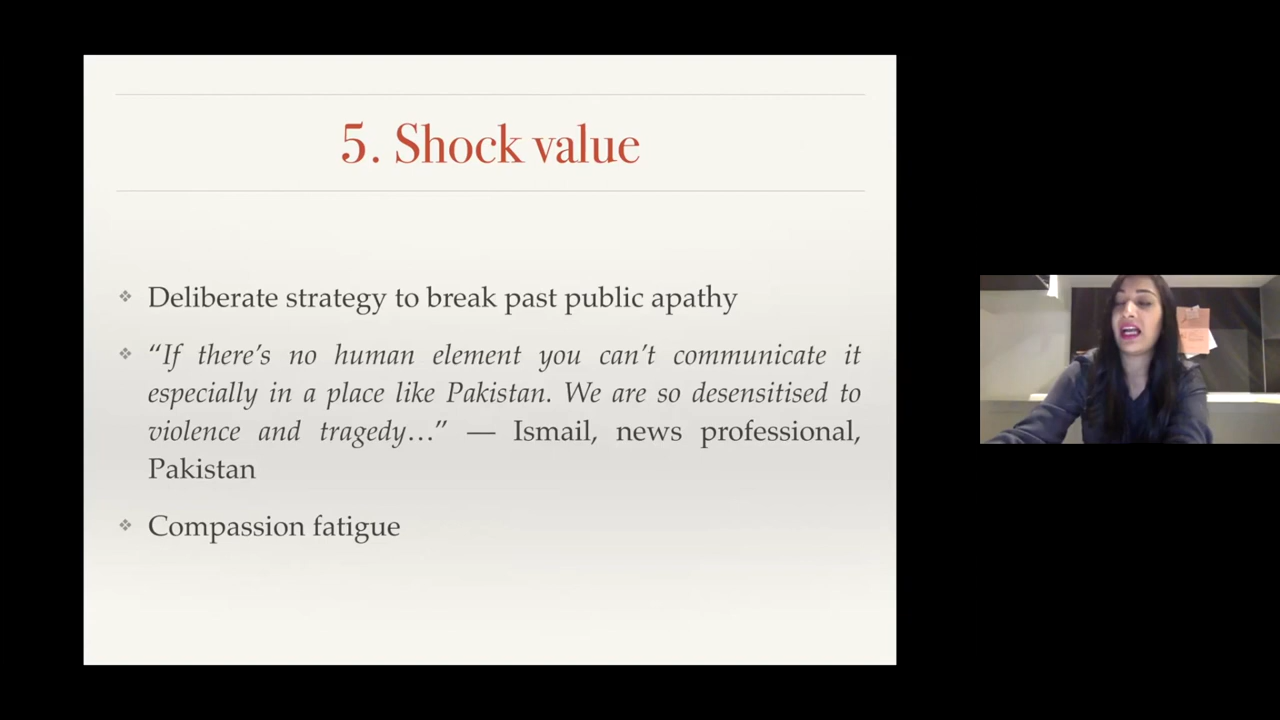 5. Shock value
❖ Deliberate strategy to break past public apathy
❖ “If there’s no human element you can’t communicate it
especially in a place like Pakistan. We are so desensitised to
violence and tragedy…” — Ismail, news professional,
Pakistan
❖ Compassion fatigue